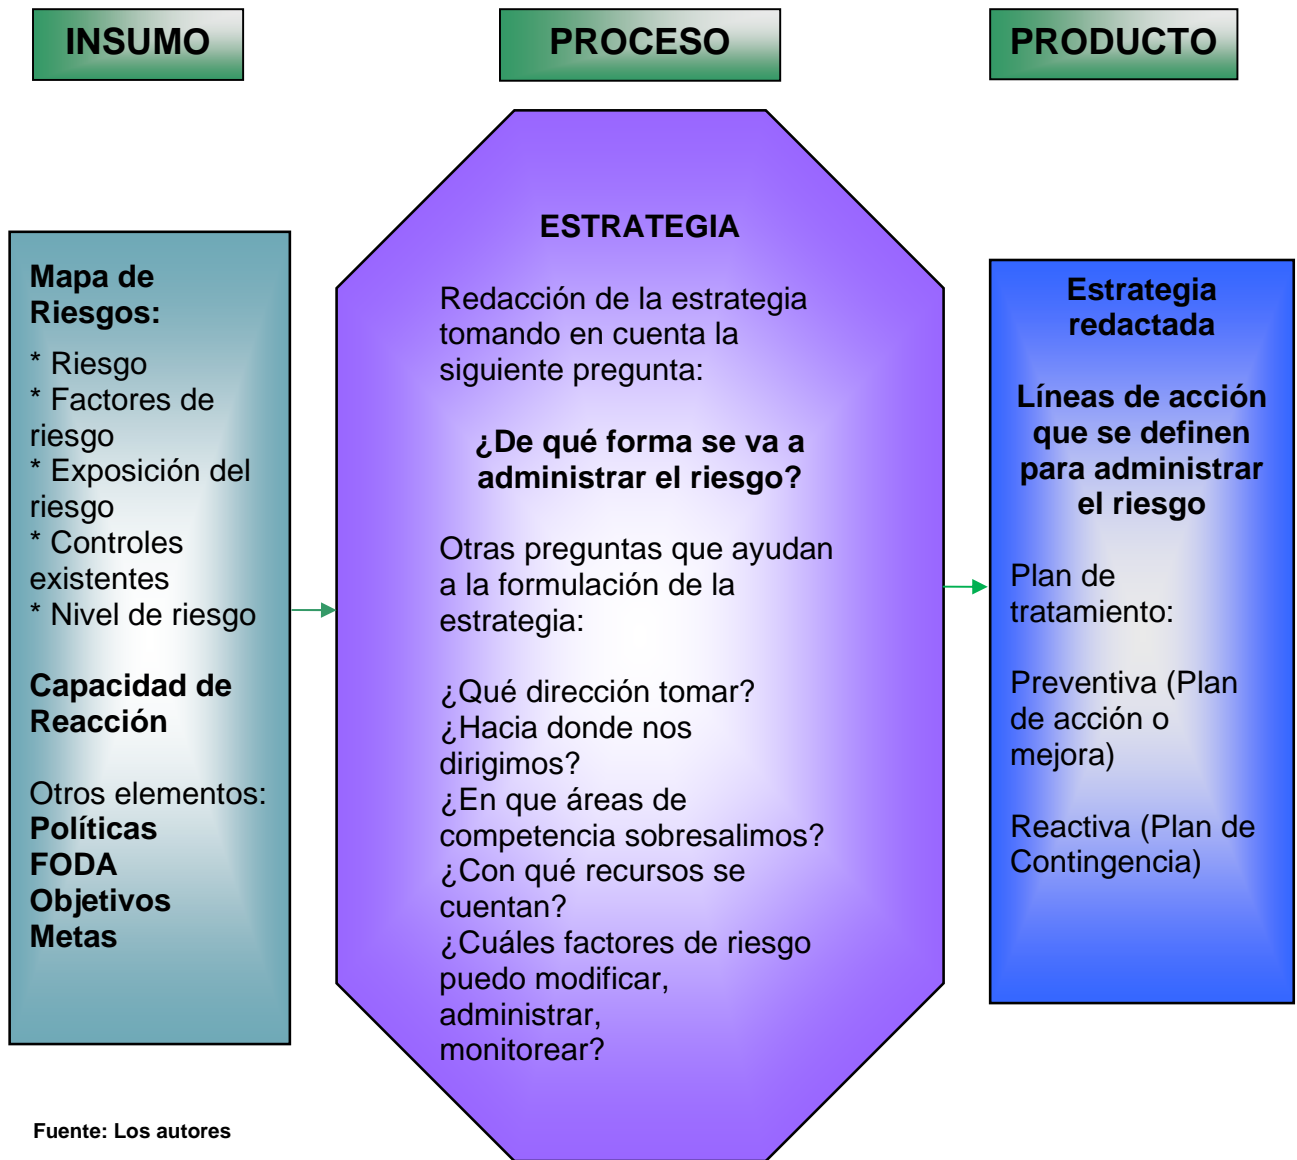 INSUMO
PROCESO
PRODUCTO
Mapa de
Riesgos:
* Riesgo
* Factores de
riesgo
* Exposición del
riesgo
* Controles
existentes
* Nivel de riesgo
Capacidad de
Reacción
Otros elementos:
Políticas
FODA
Objetivos
Metas
ESTRATEGIA
Redacción de la estrategia
tomando en cuenta la
siguiente pregunta:
¿De qué forma se va a
administrar el riesgo?
Otras preguntas que ayudan
a la formulación de la
estrategia:
¿Qué dirección tomar?
¿Hacia donde nos
dirigimos?
¿En que áreas de
competencia sobresalimos?
¿Con qué recursos se
cuentan?
¿Cuáles factores de riesgo
puedo modificar,
administrar,
monitorear?
Estrategia
redactada
Líneas de acción
que se definen
para administrar
el riesgo
Plan de
tratamiento:
Preventiva (Plan
de acción o
mejora)
Reactiva (Plan de
Contingencia)
Fuente: Los autores